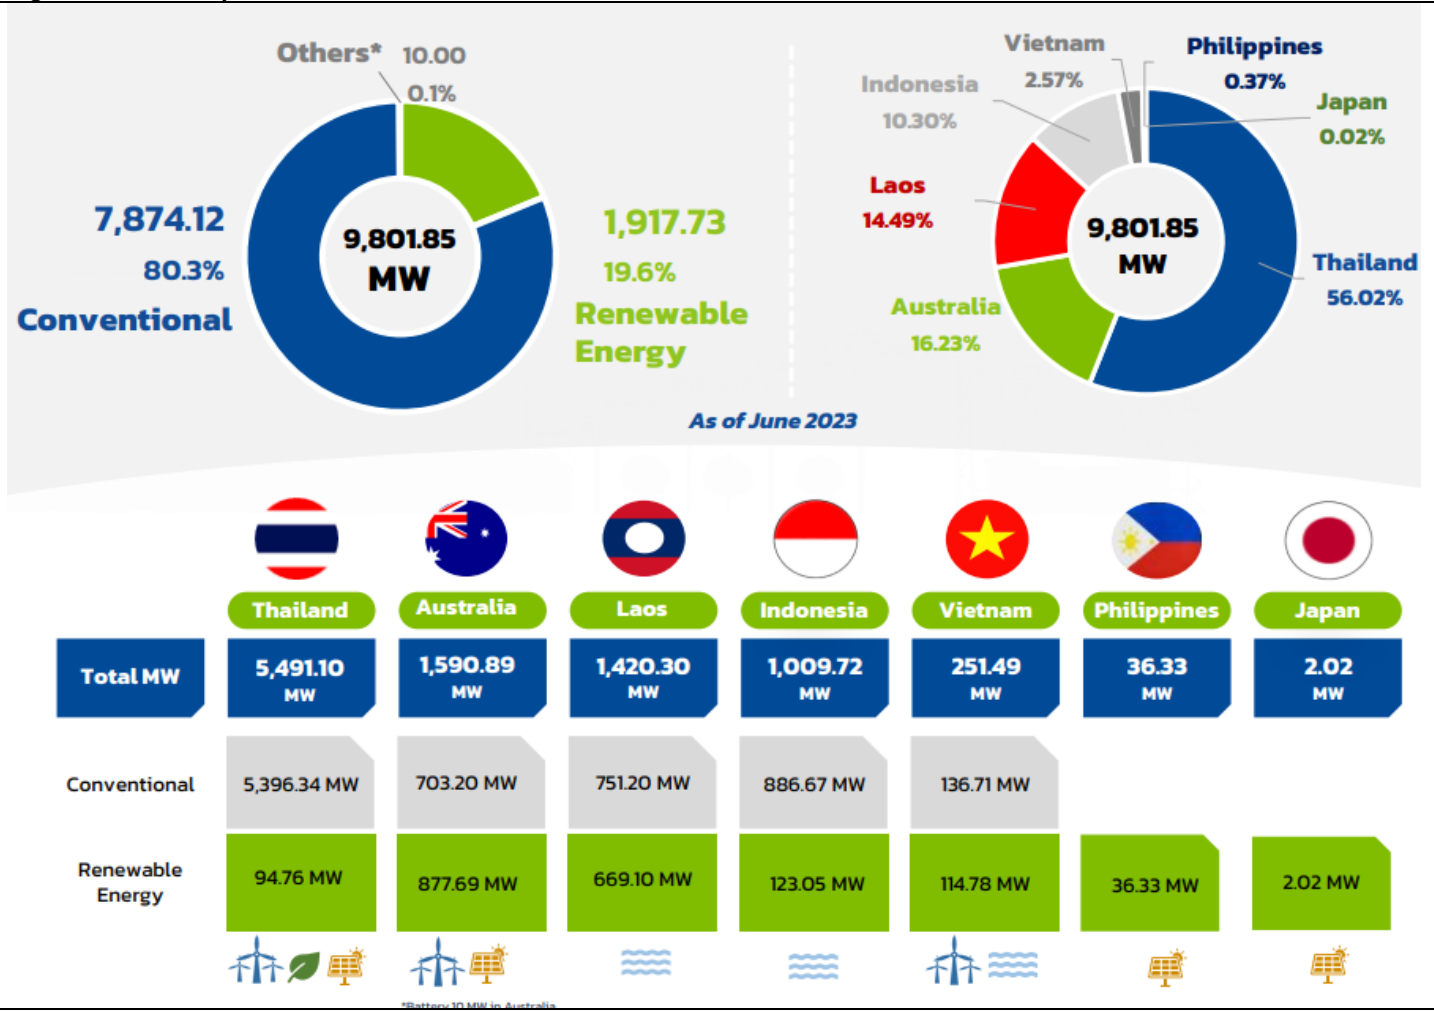 Others* 10.00
0.1%
7,874.12
80.3%
Conventional
9,801.85
MW
1,917.73
19.6%
Renewable
Energy
Vietnam
2.57%
Philippines
0.37%
Indonesia
10.30%
Japan
0.02%
Laos
14.49%
9,801.85
MW
Thailand
56.02%
Australia
16.23%
As of June 2023
Thailand Australia Laos Indonesia Vietnam Philippines Japan
Total MW
5,491.10
MW
1,590.89
MW
1,420.30
MW
1,009.72
MW
251.49
MW
36.33
MW
2.02
MW
Conventional 5,396.34 MW 703.20 MW 751.20 MW 886.67 MW 136.71 MW
Renewable
Energy
94.76 MW 877.69 MW 669.10 MW 123.05 MW 114.78 MW 36.33 MW 2.02 MW
*Battery 10 MW in Australia